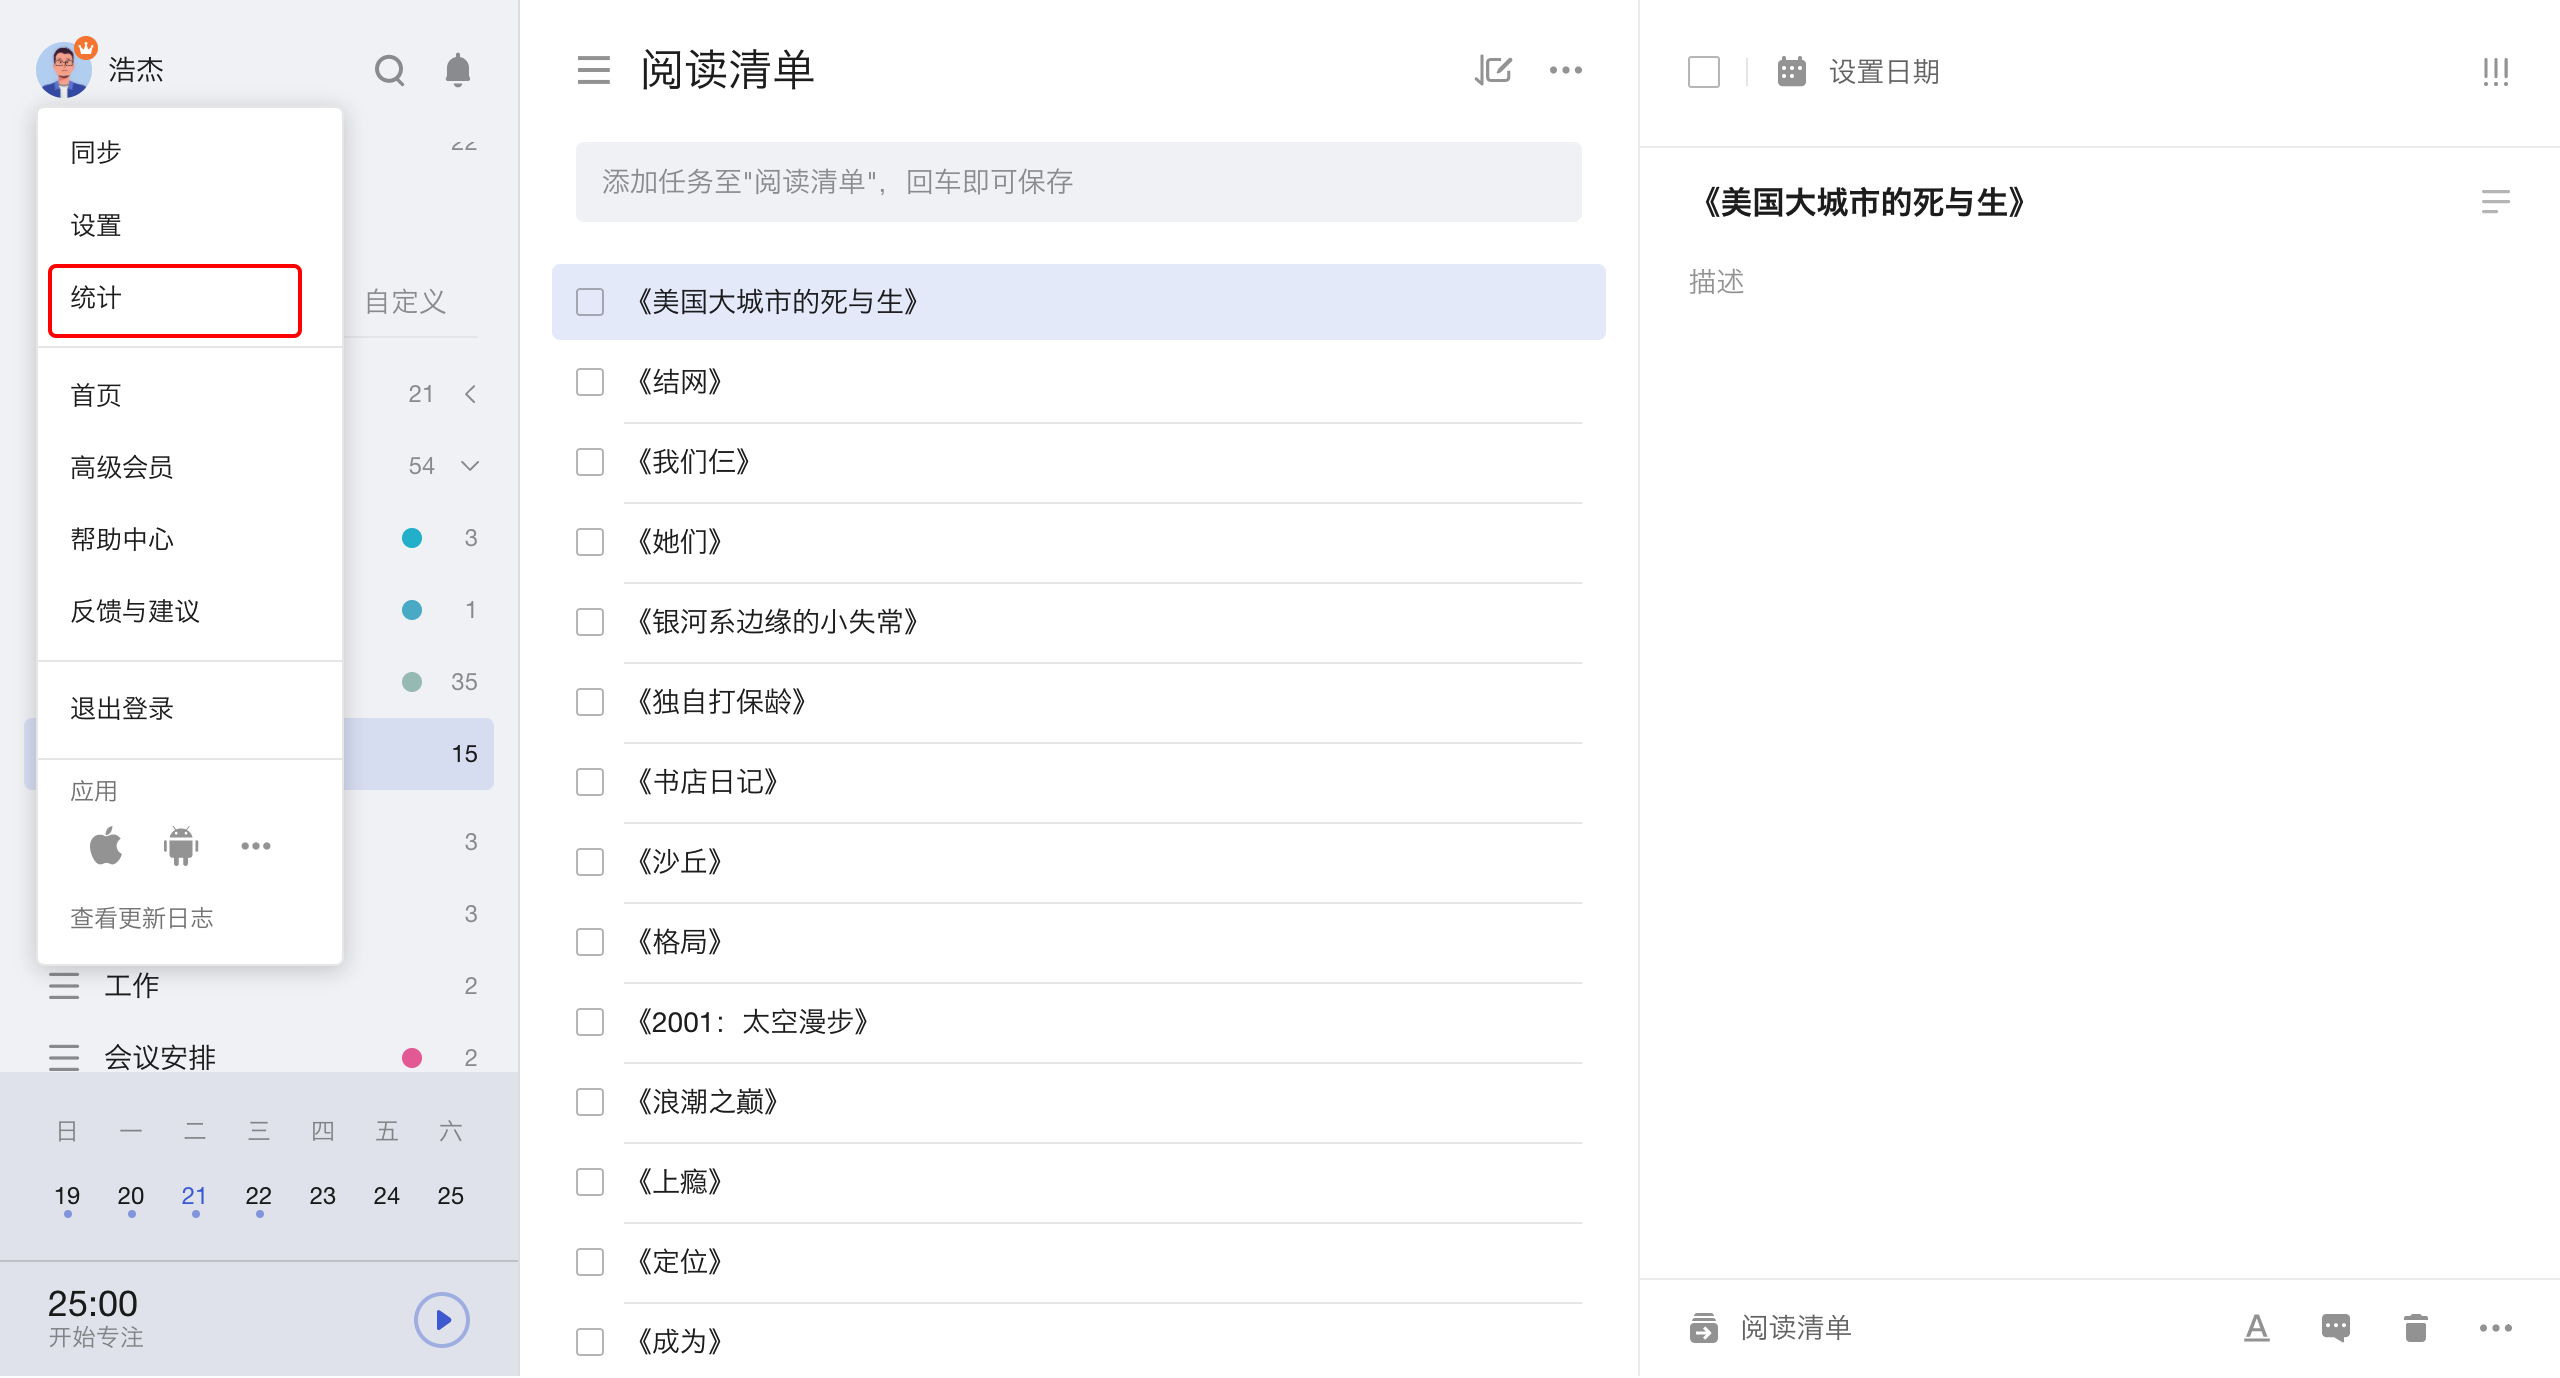 浩杰
同步
设置
统计
首页
高级会员
帮助中心
反馈与建议
退出登录
应用
查看更新日志
22
自定义
21
54
3
1
35
15
3
3
工作 2
会议安排 2
日 一 二 三 四 五 六
19 20 21 22 23 24 25
25:00
开始专注
阅读清单
添加任务至"阅读清单"，回车即可保存
《美国大城市的死与生》
《结网》
《我们仨》
《她们》
《银河系边缘的小失常》
《独自打保龄》
《书店日记》
《沙丘》
《格局》
《2001：太空漫步》
《浪潮之巅》
《上瘾》
《定位》
《成为》
设置日期
《美国大城市的死与生》
描述
阅读清单